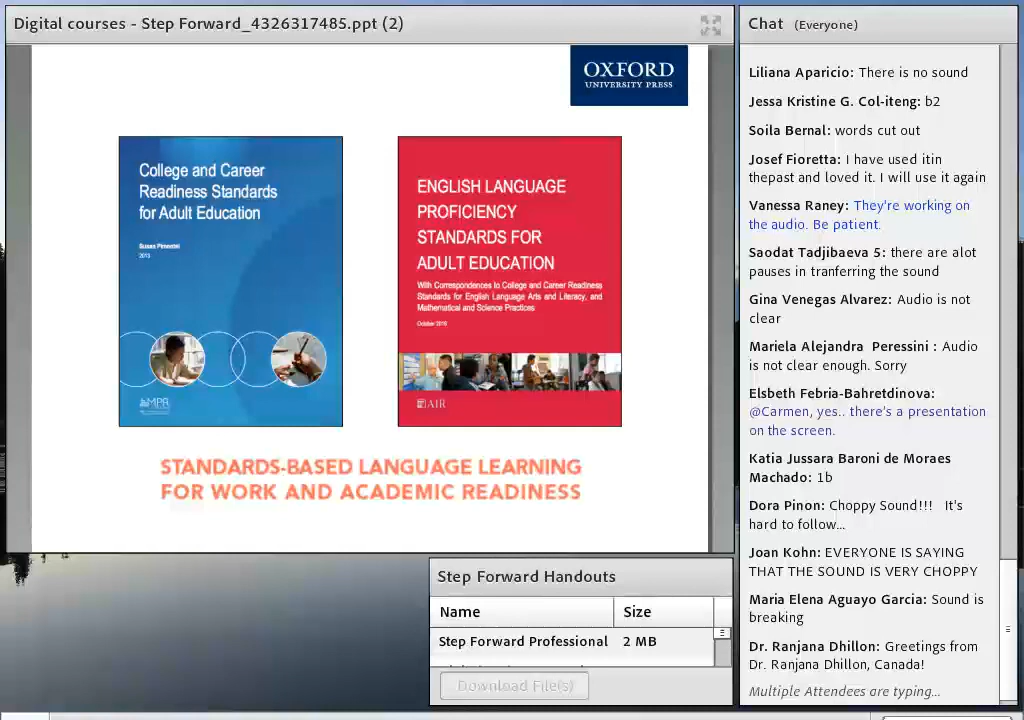 Digital courses - Step Forward_4326317485.ppt (2)
OXFORD
UNIVERSITY PRESS
College and Career
Readiness Standards
for Adult Education
Susan Pimentel
2013
MPR
ENGLISH LANGUAGE
PROFICIENCY
STANDARDS FOR
ADULT EDUCATION
With Correspondences to College and Career Readiness
Standards for English Language Arts and Literacy, and
Mathematical and Science Practices
October 2016
AIR
STANDARDS-BASED LANGUAGE LEARNING
FOR WORK AND ACADEMIC READINESS
Step Forward Handouts
Name Size
Step Forward Professional 2 MB
Download File(s)
Chat (Everyone)
Liliana Aparicio: There is no sound
Jessa Kristine G. Col-iteng: b2
Soila Bernal: words cut out
Josef Fioretta: I have used itin
thepast and loved it. I will use it again
Vanessa Raney: They're working on
the audio. Be patient.
Saodat Tadjibaeva 5: there are alot
pauses in tranferring the sound
Gina Venegas Alvarez: Audio is not
clear
Mariela Alejandra Peressini : Audio
is not clear enough. Sorry
Elsbeth Febria-Bahretdinova:
@Carmen, yes.. there's a presentation
on the screen.
Katia Jussara Baroni de Moraes
Machado: 1b
Dora Pinon: Choppy Sound!!! It's
hard to follow...
Joan Kohn: EVERYONE IS SAYING
THAT THE SOUND IS VERY CHOPPY
Maria Elena Aguayo Garcia: Sound is
breaking
Dr. Ranjana Dhillon: Greetings from
Dr. Ranjana Dhillon, Canada!
Multiple Attendees are typing...